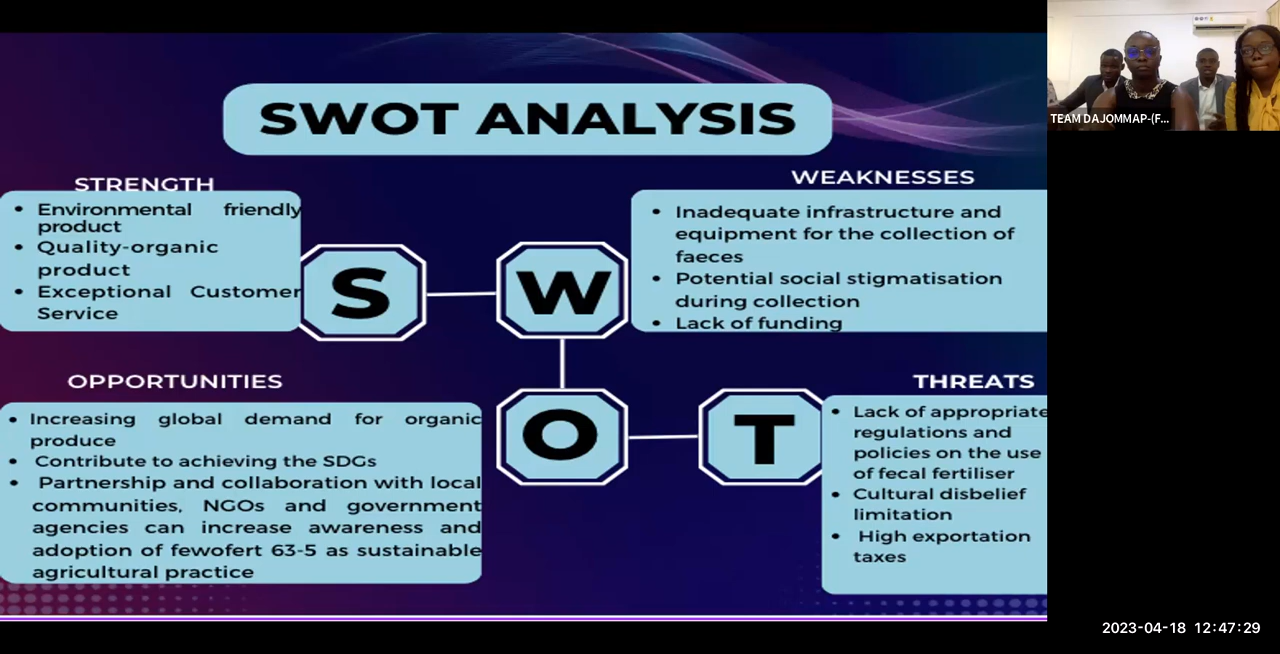 SWOT ANALYSIS
STRENGTH
• Environmental friendly
product
• Quality-organic
product
• Exceptional Customer
Service
S
W
WEAKNESSES
• Inadequate infrastructure and
equipment for the collection of
faeces
• Potential social stigmatisation
during collection
• Lack of funding
OPPORTUNITIES
• Increasing global demand for organic
produce
• Contribute to achieving the SDGs
• Partnership and collaboration with local
communities, NGOs and government
agencies can increase awareness and
adoption of fewofert 63-5 as sustainable
agricultural practice
O
T
THREATS
• Lack of appropriate
regulations and
policies on the use
of fecal fertiliser
• Cultural disbelief
limitation
• High exportation
taxes
TEAM DAJOMMAP-(F...
2023-04-18 12:47:29